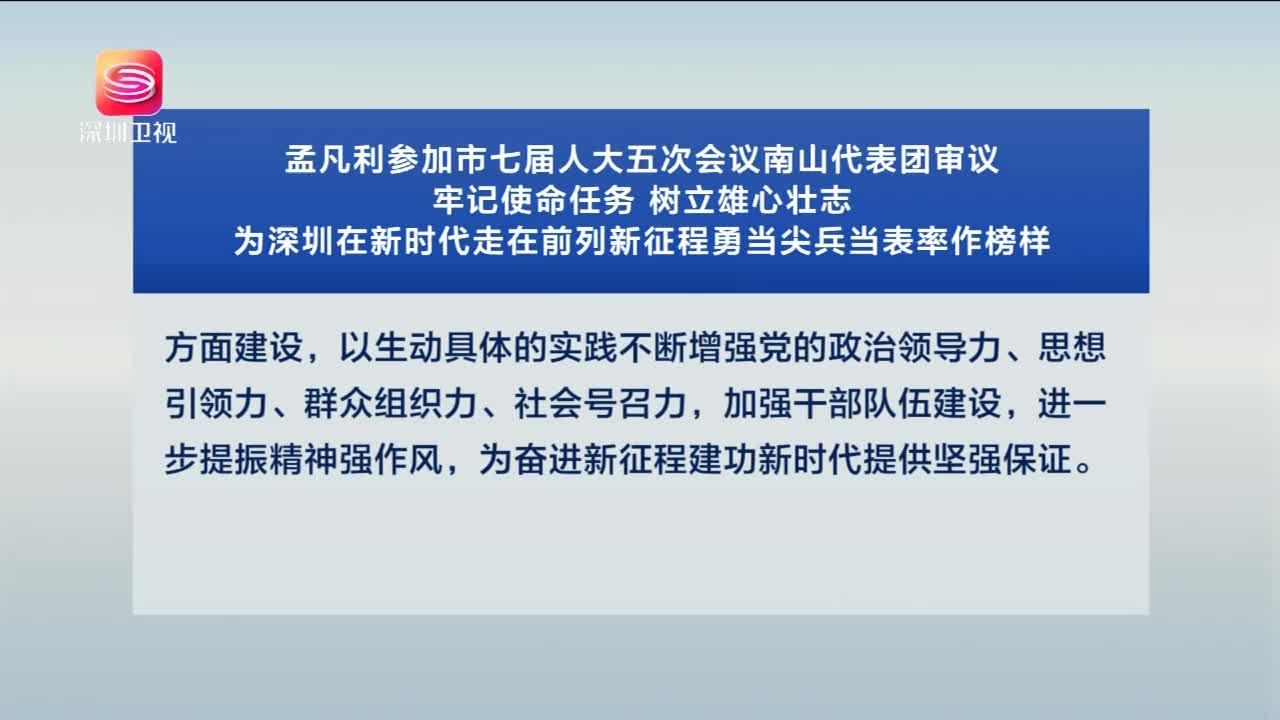 深圳卫视
孟凡利参加市七届人大五次会议南山代表团审议
牢记使命任务 树立雄心壮志
为深圳在新时代走在前列新征程勇当尖兵当表率作榜样
方面建设，以生动具体的实践不断增强党的政治领导力、思想
引领力、群众组织力、社会号召力，加强干部队伍建设，进一
步提振精神强作风，为奋进新征程建功新时代提供坚强保证。